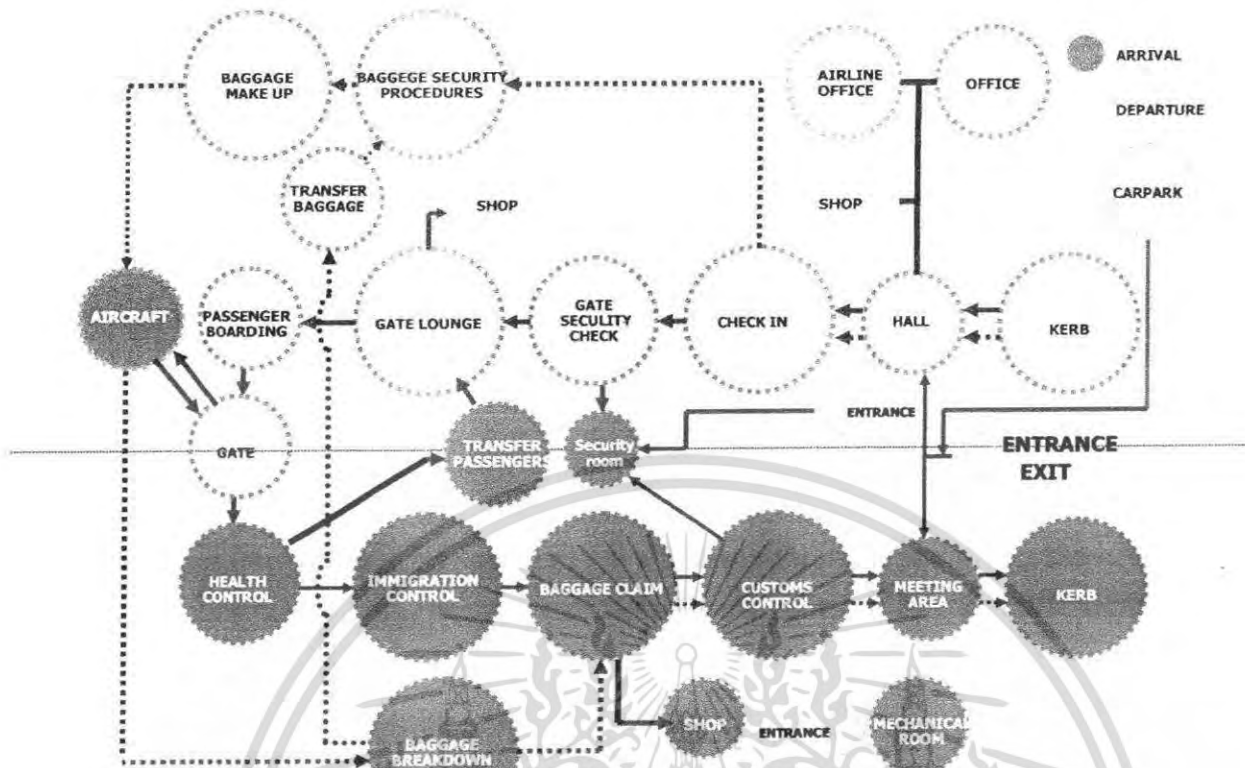 BAGGAGE
MAKE UP
BAGGEGE SECURITY
PROCEDURES
AIRLINE
OFFICE
OFFICE
ARRIVAL
DEPARTURE
CARPARK
TRANSFER
BAGGAGE
SHOP
SHOP
AIRCRAFT
PASSENGER
BOARDING
GATE LOUNGE
GATE
SECULITY
CHECK
CHECK IN
HALL
KERB
ENTRANCE
GATE
TRANSFER
PASSENGERS
Security
room
ENTRANCE
EXIT
HEALTH
CONTROL
IMMIGRATION
CONTROL
BAGGAGE CLAIM
CUSTOMS
CONTROL
MEETING
AREA
KERB
BAGGAGE
BREAKDOWN
SHOP
ENTRANCE
MECHANICAL
ROOM